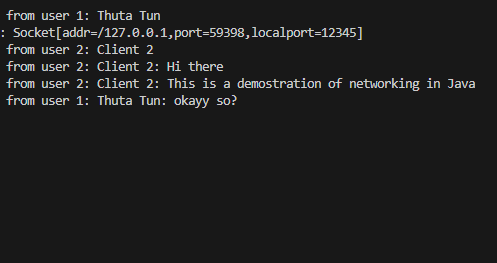 from user 1: Thuta Tun
: Socket[addr=/127.0.0.1,port=59398,localport=12345]
from user 2: Client 2
from user 2: Client 2: Hi there
from user 2: Client 2: This is a demostration of networking in Java
from user 1: Thuta Tun: okayy so?